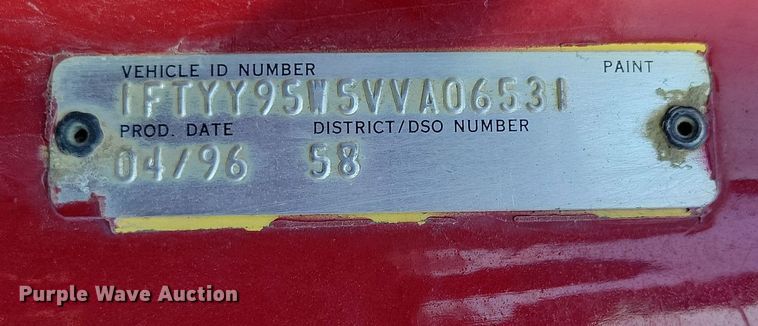 VEHICLE ID NUMBER PAINT
1FTYY95W5VVA06531
PROD. DATE DISTRICT/DSO NUMBER
04/96 58
Purple Wave Auction